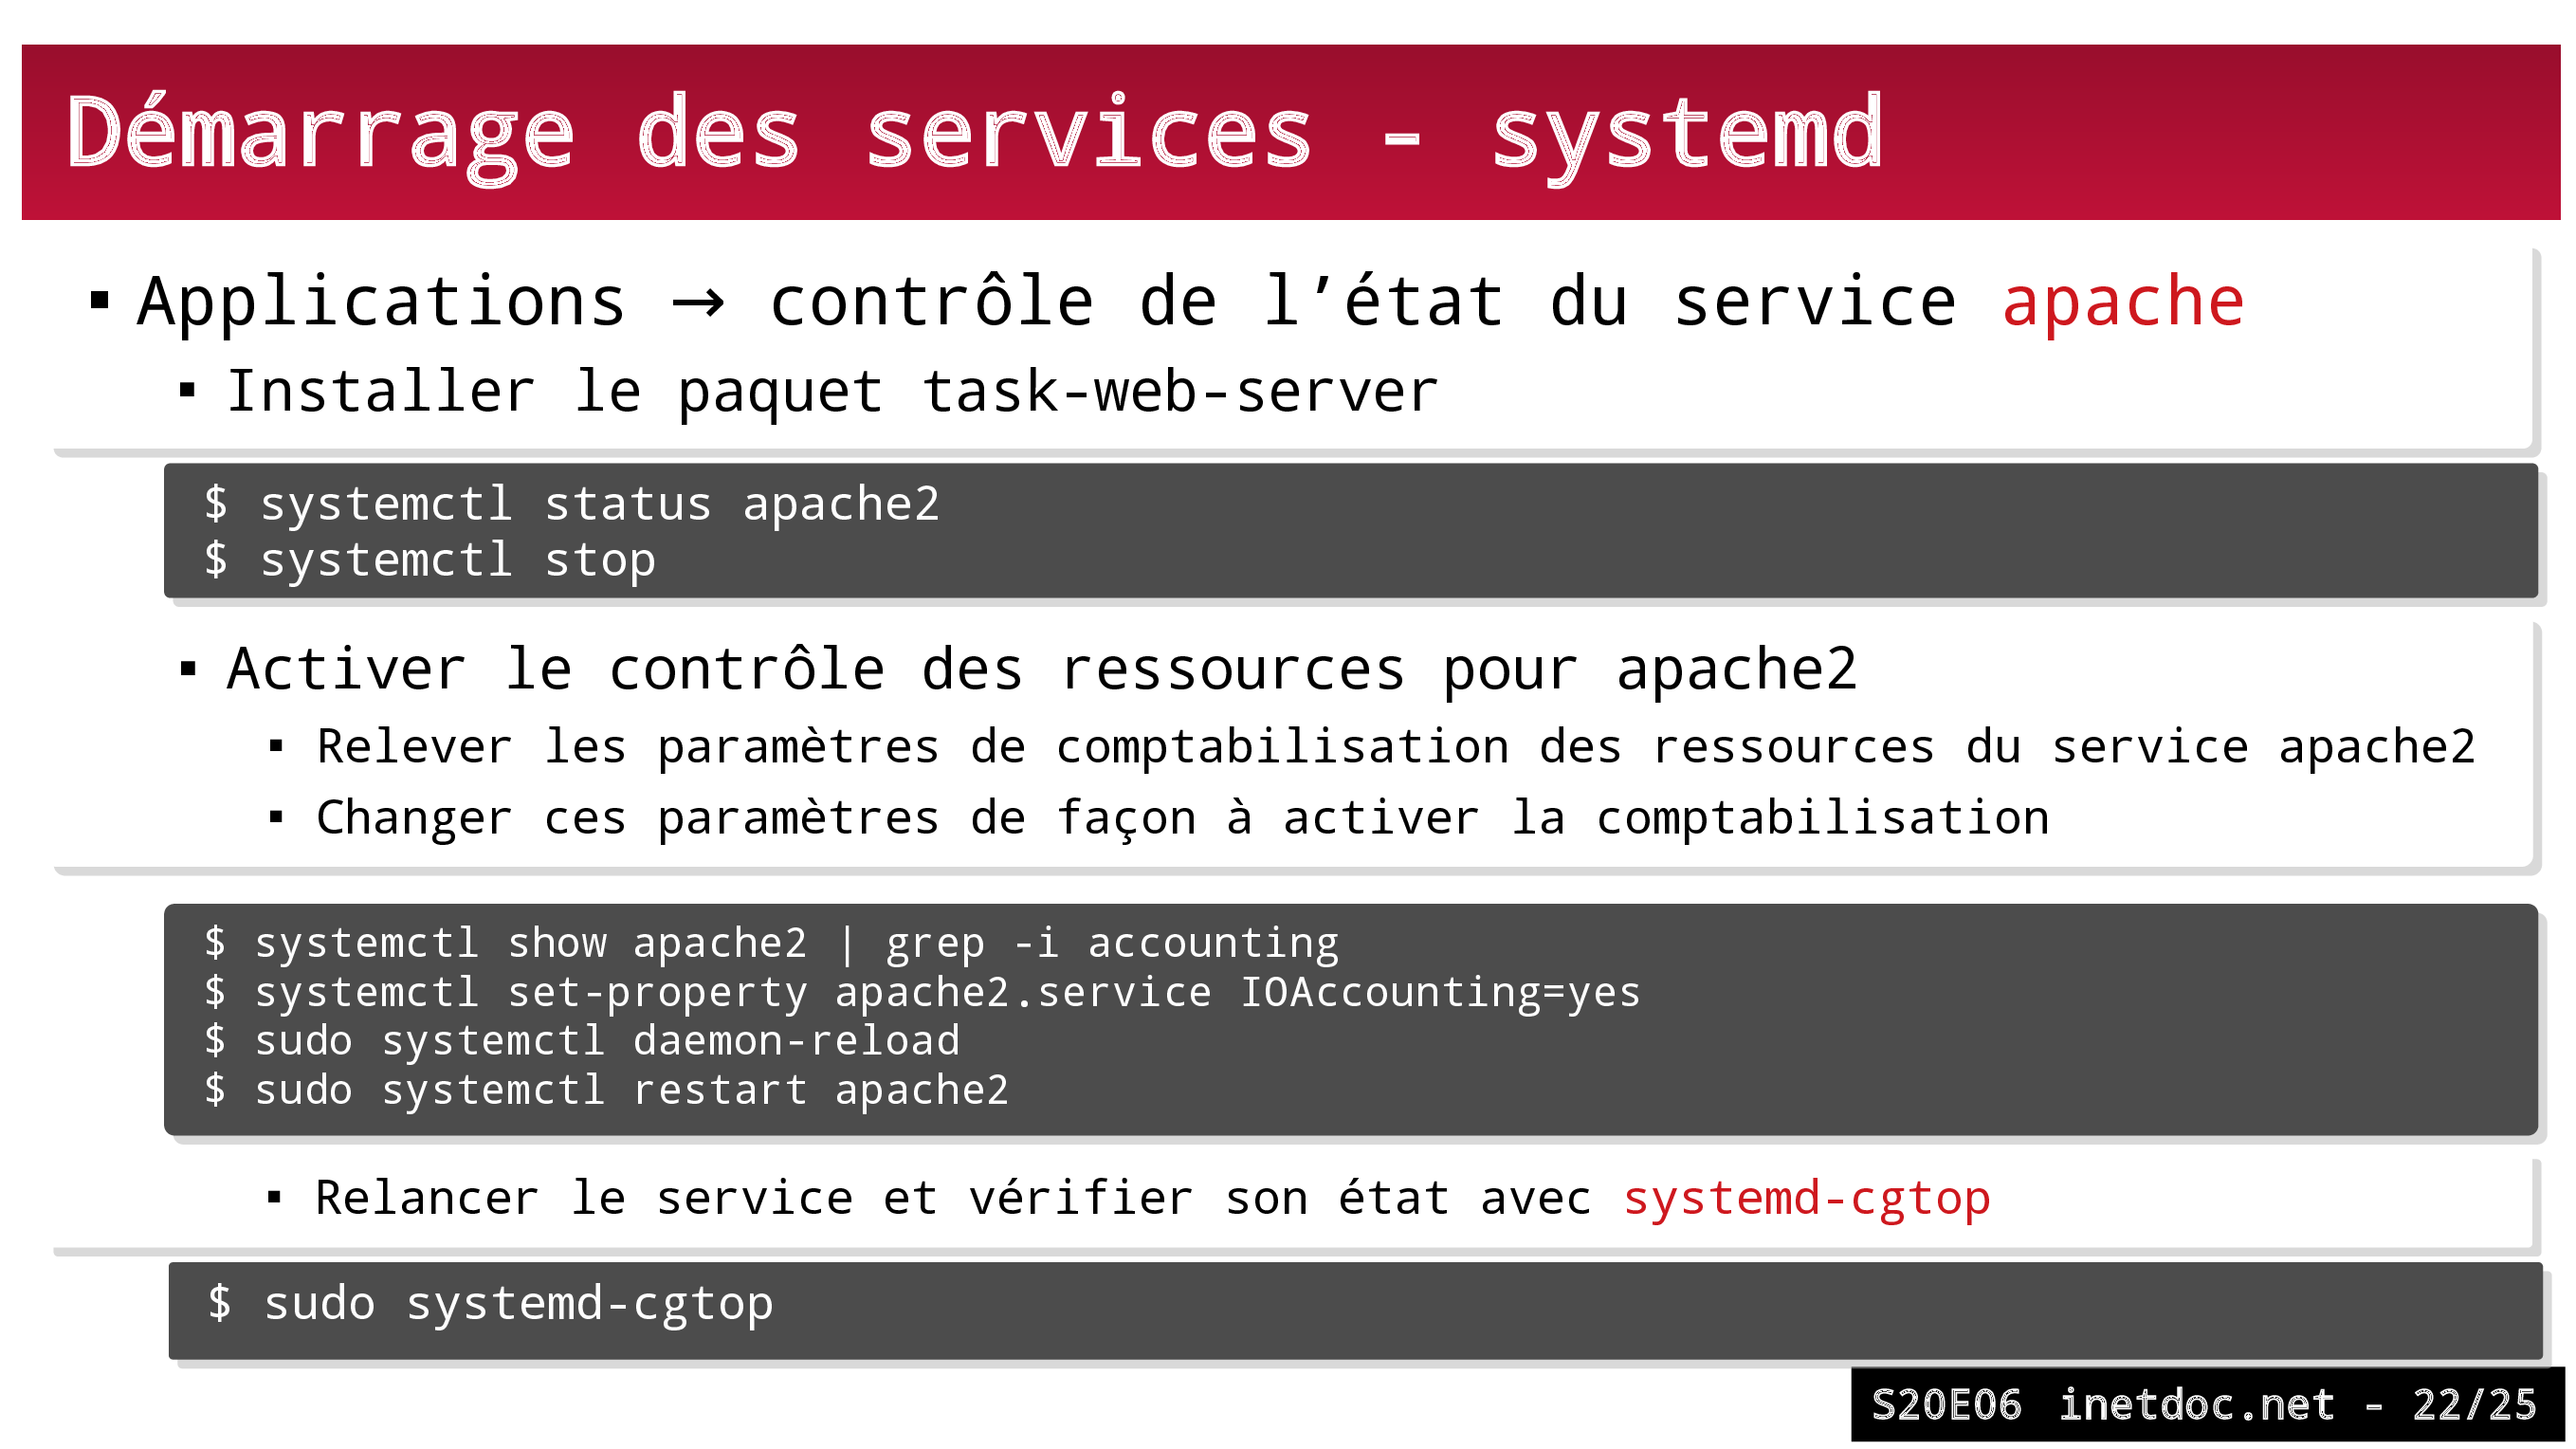 Démarrage des services - systemd
▪ Applications → contrôle de l’état du service apache
▪ Installer le paquet task-web-server
$ systemctl status apache2
$ systemctl stop
▪ Activer le contrôle des ressources pour apache2
▪ Relever les paramètres de comptabilisation des ressources du service apache2
▪ Changer ces paramètres de façon à activer la comptabilisation
$ systemctl show apache2 | grep -i accounting
$ systemctl set-property apache2.service IOAccounting=yes
$ sudo systemctl daemon-reload
$ sudo systemctl restart apache2
▪ Relancer le service et vérifier son état avec systemd-cgtop
$ sudo systemd-cgtop
S20E06 inetdoc.net - 22/25